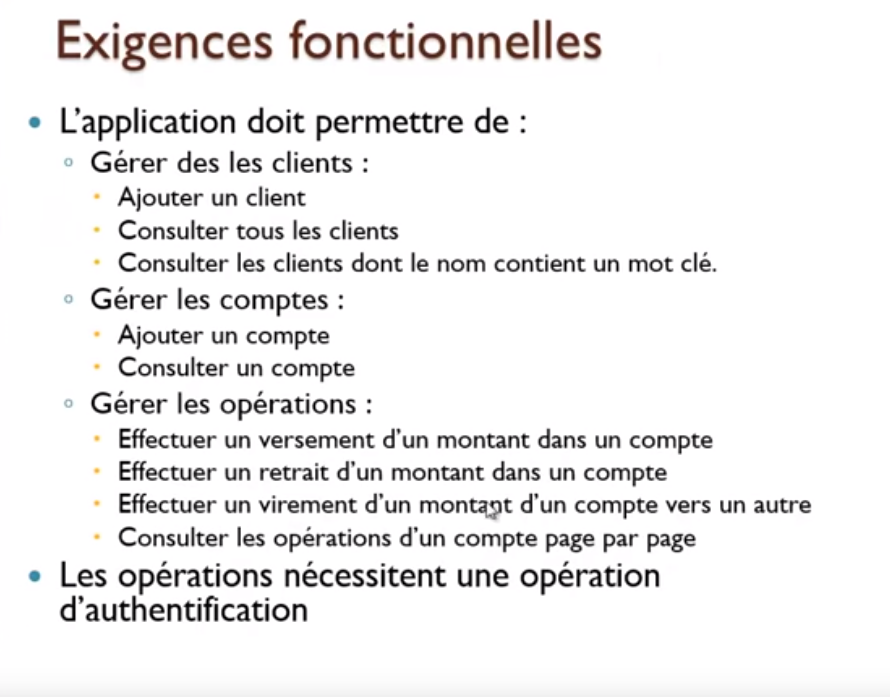 Exigences fonctionnelles
L'application doit permettre de :
Gérer des les clients :
Ajouter un client
Consulter tous les clients
Consulter les clients dont le nom contient un mot clé.
Gérer les comptes :
Ajouter un compte
Consulter un compte
Gérer les opérations :
Effectuer un versement d'un montant dans un compte
Effectuer un retrait d'un montant dans un compte
Effectuer un virement d'un montant d'un compte vers un autre
Consulter les opérations d'un compte page par page
Les opérations nécessitent une opération
d'authentification